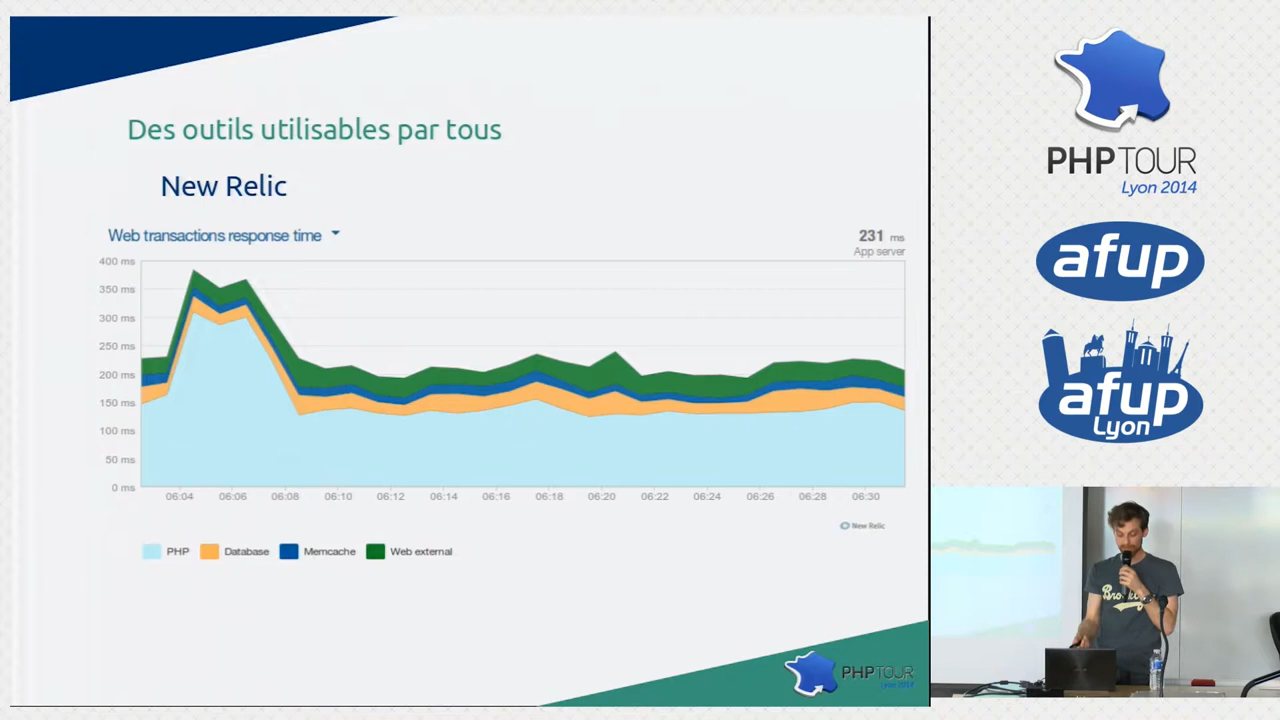 Des outils utilisables par tous
New Relic
Web transactions response time
231 ms
App server
400 ms
350 ms
300 ms
250 ms
200 ms
150 ms
100 ms
50 ms
0 ms
06:04 06:06 06:08 06:10 06:12 06:14 06:16 06:18 06:20 06:22 06:24 06:26 06:28 06:30
New Relic
PHP Database Memcache Web external
PHPTOUR
Lyon 2014
PHPTOUR
Lyon 2014
afup
afup
Lyon